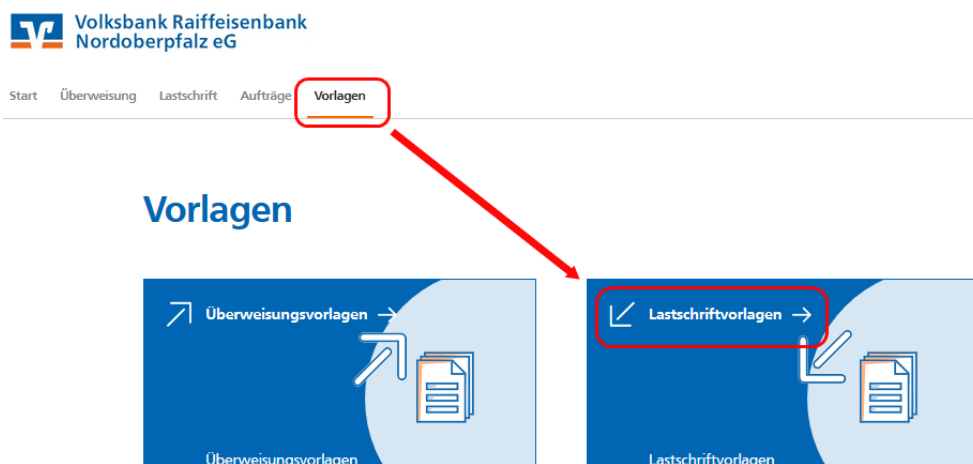 Volksbank Raiffeisenbank
Nordoberpfalz eG
Start Überweisung Lastschrift Aufträge Vorlagen
Vorlagen
Überweisungsvorlagen →
Lastschriftvorlagen →
Überweisungsvorlagen
Lastschriftvorlagen